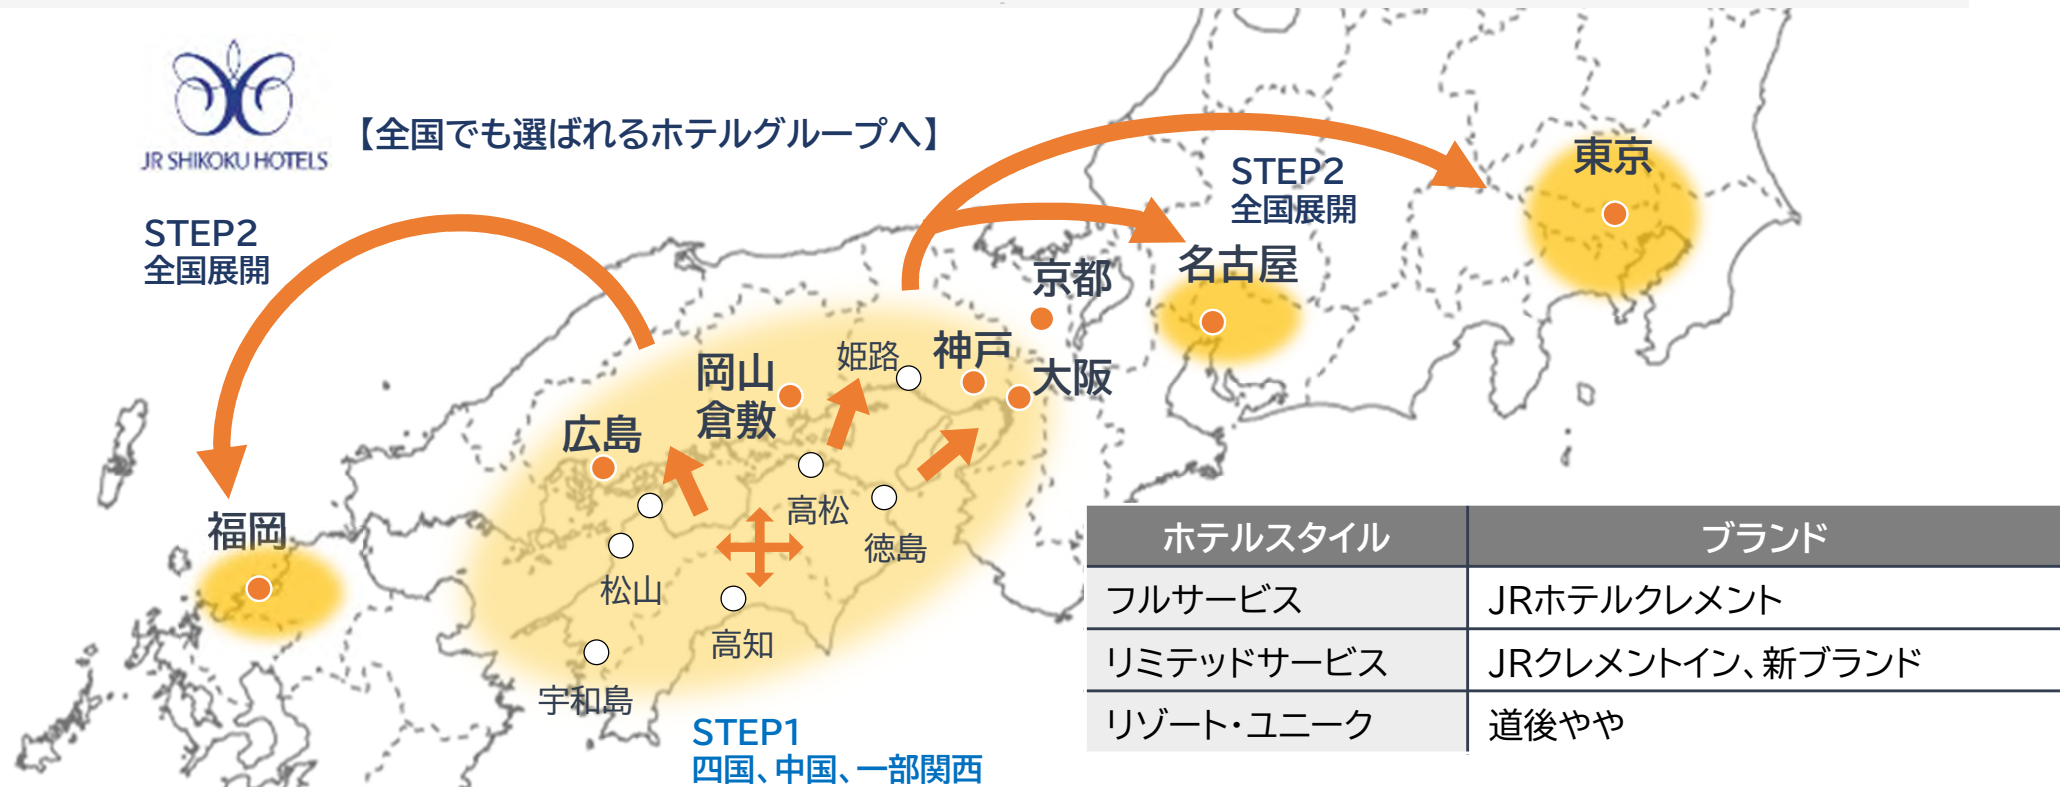 JR SHIKOKU HOTELS
【全国でも選ばれるホテルグループへ】
STEP2
全国展開
STEP2
全国展開
東京
名古屋
京都
神戸
大阪
姫路
岡山
倉敷
広島
福岡
高松
徳島
松山
高知
宇和島
STEP1
四国、中国、一部関西
ホテルスタイル ブランド
フルサービス JRホテルクレメント
リミテッドサービス JRクレメントイン、新ブランド
リゾート・ユニーク 道後やや